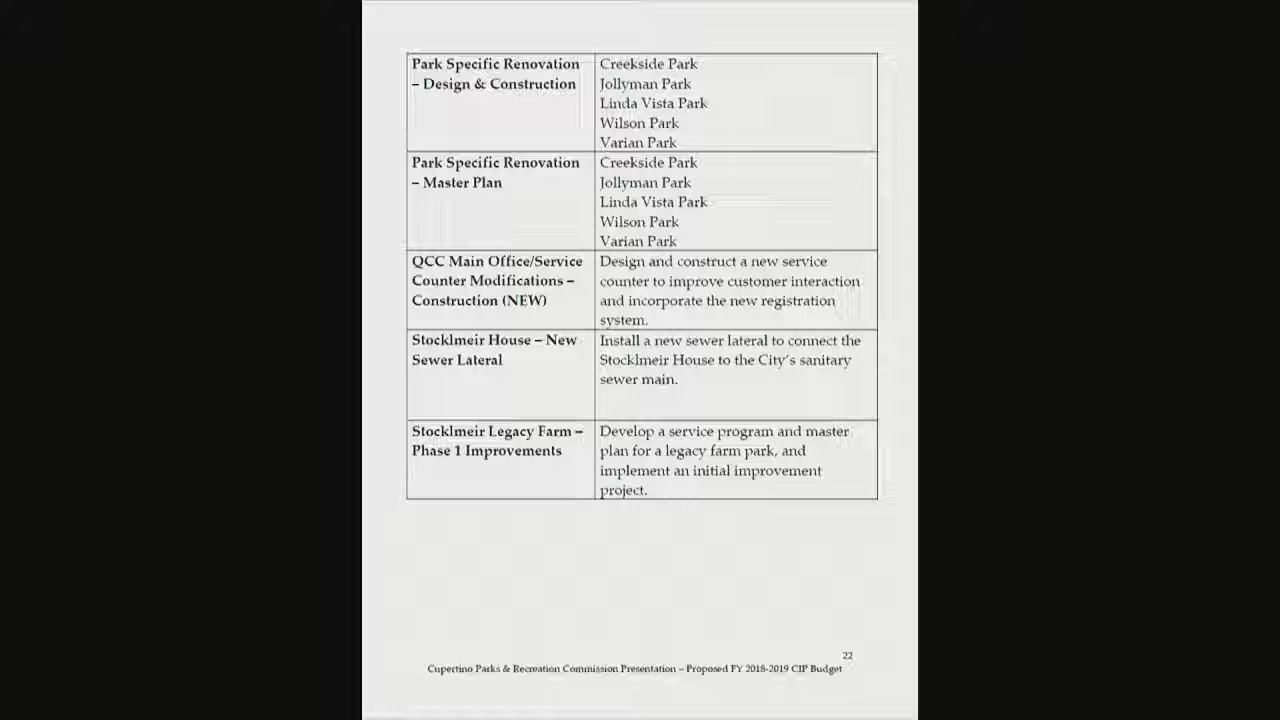 Park Specific Renovation
– Design & Construction
Creekside Park
Jollyman Park
Linda Vista Park
Wilson Park
Varian Park
Park Specific Renovation
– Master Plan
Creekside Park
Jollyman Park
Linda Vista Park
Wilson Park
Varian Park
QCC Main Office/Service
Counter Modifications –
Construction (NEW)
Design and construct a new service
counter to improve customer interaction
and incorporate the new registration
system.
Stocklmeir House – New
Sewer Lateral
Install a new sewer lateral to connect the
Stocklmeir House to the City's sanitary
sewer main.
Stocklmeir Legacy Farm –
Phase 1 Improvements
Develop a service program and master
plan for a legacy farm park, and
implement an initial improvement
project.
22
Cupertino Parks & Recreation Commission Presentation – Proposed FY 2018-2019 CIP Budget